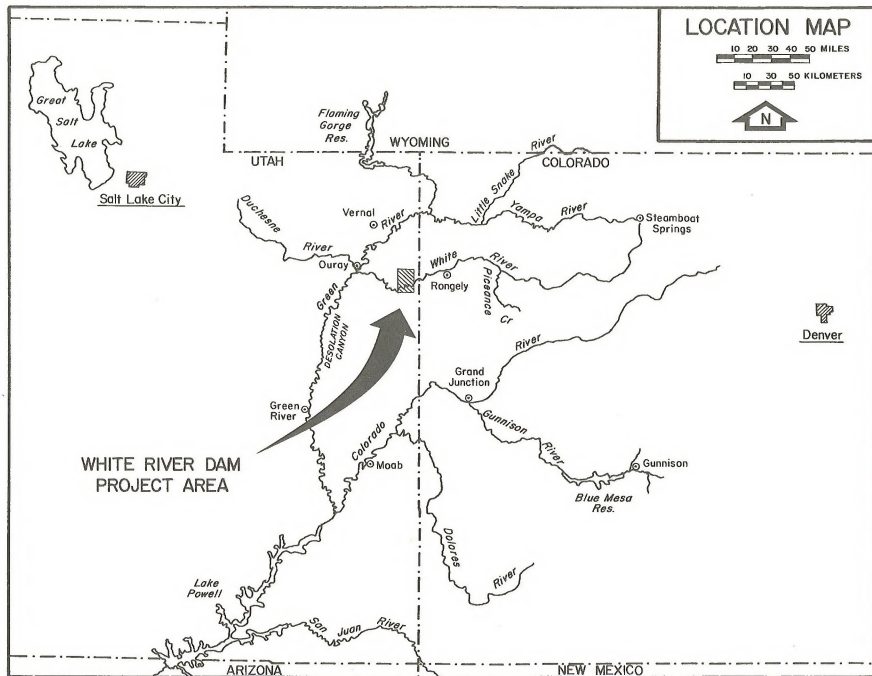 LOCATION MAP
10 20 30 40 50 MILES
10 30 50 KILOMETERS
N
Great
Salt
Lake
Salt Lake City
Flaming
Gorge
Res.
WYOMING
UTAH
COLORADO
River
Little Snake
Duchesne
River
Vernal
River
Yampa
River
Steamboat
Springs
Ouray
White
River
Rongely
Piceance
Cr
Green
DESOLATION
CANYON
Denver
River
Grand
Junction
Green
River
Gunnison
River
Colorado
Moab
Gunnison
Blue Mesa
Res.
WHITE RIVER DAM
PROJECT AREA
Dolores
River
Lake
Powell
San
Juan
River
ARIZONA
NEW MEXICO